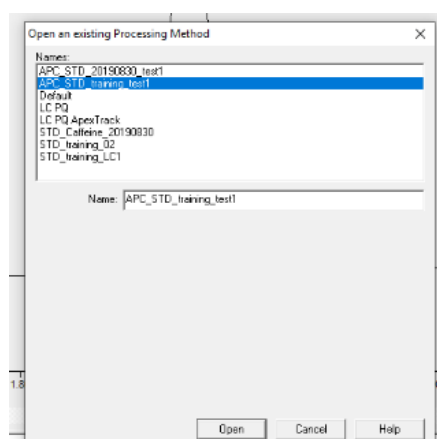 Open an existing Processing Method
Names:
APC_STD_20190830_test1
APC_STD_training_test1
Default
LC PQ
LC PQ ApexTrack
STD_Caffeine_20190830
STD_training_02
STD_training_LC1
Name: APC_STD_training_test1
1.8
Open Cancel Help